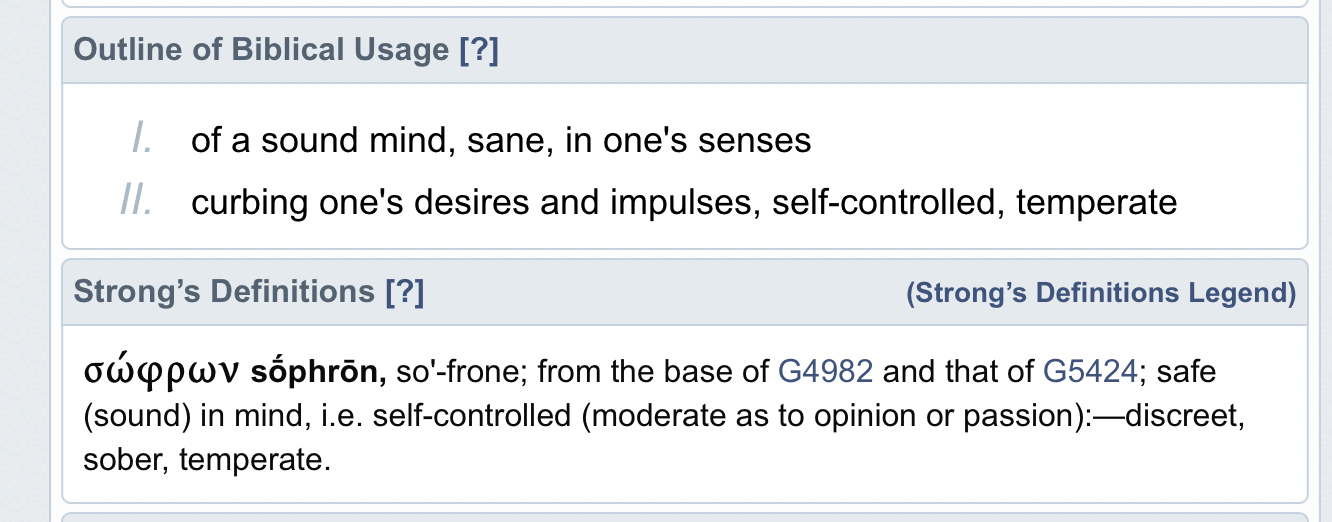 Outline of Biblical Usage [?]
I. of a sound mind, sane, in one's senses
II. curbing one's desires and impulses, self-controlled, temperate
Strong’s Definitions [?] (Strong’s Definitions Legend)
σώφρων sṓphrōn, so'-frone; from the base of G4982 and that of G5424; safe
(sound) in mind, i.e. self-controlled (moderate as to opinion or passion):—discreet,
sober, temperate.